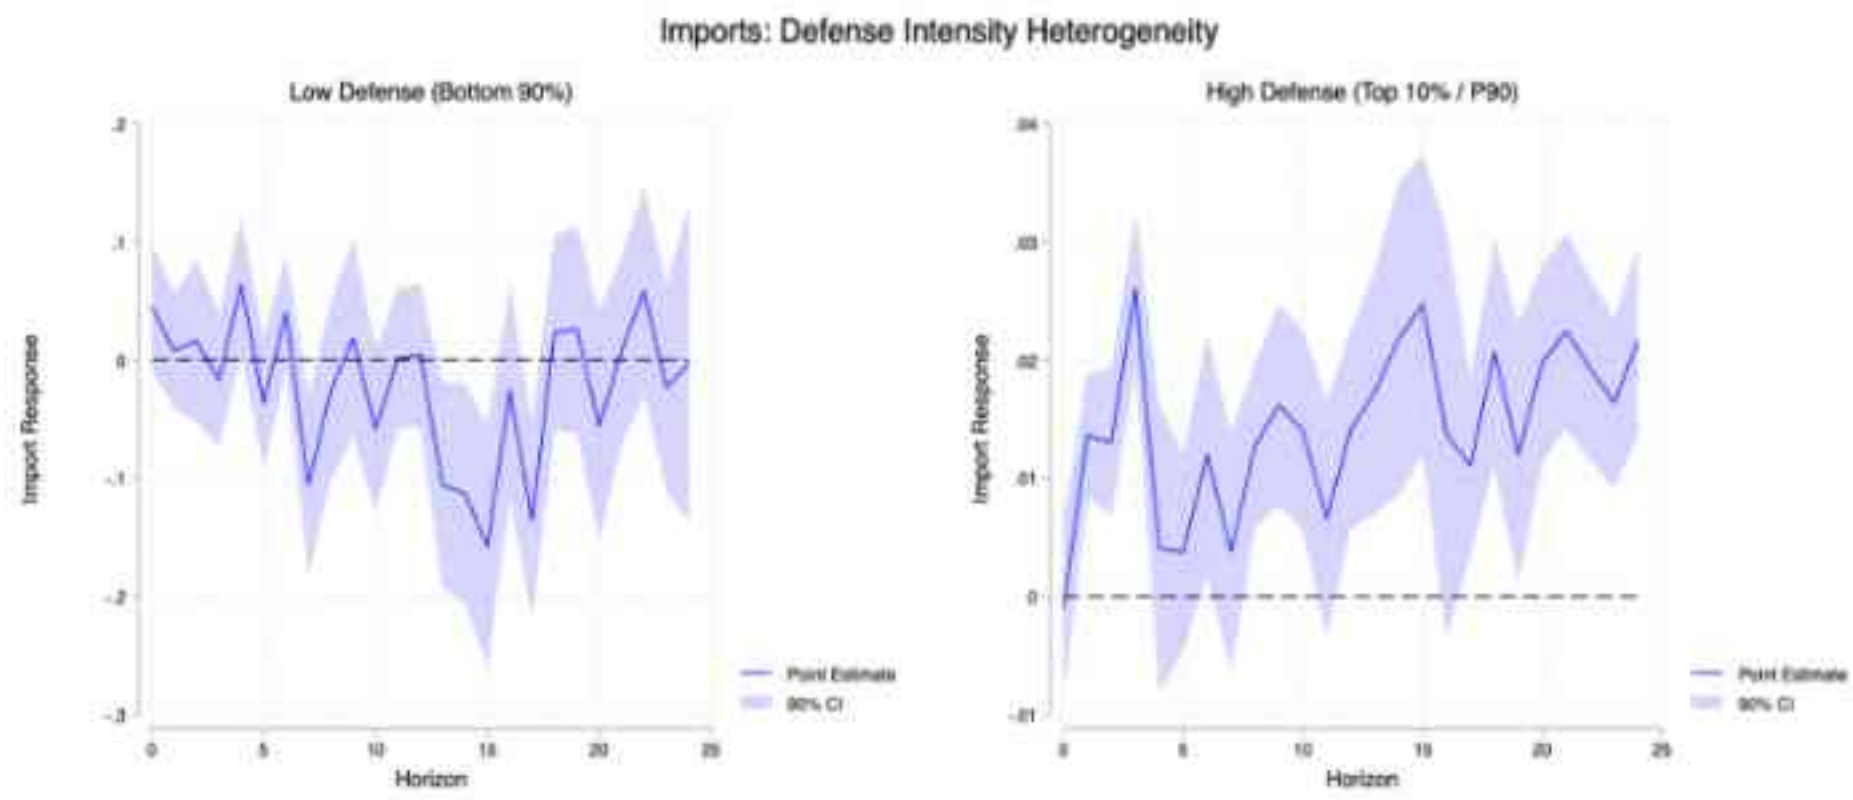 Imports: Defense Intensity Heterogeneity
Low Defense (Bottom 90%)
.2
.1
0
-.1
-.2
-.3
Import Response
0 5 10 15 20 25
Horizon
Point Estimate
90% CI
High Defense (Top 10% / P90)
.04
.03
.02
.01
0
-.01
Import Response
0 5 10 15 20 25
Horizon
Point Estimate
90% CI